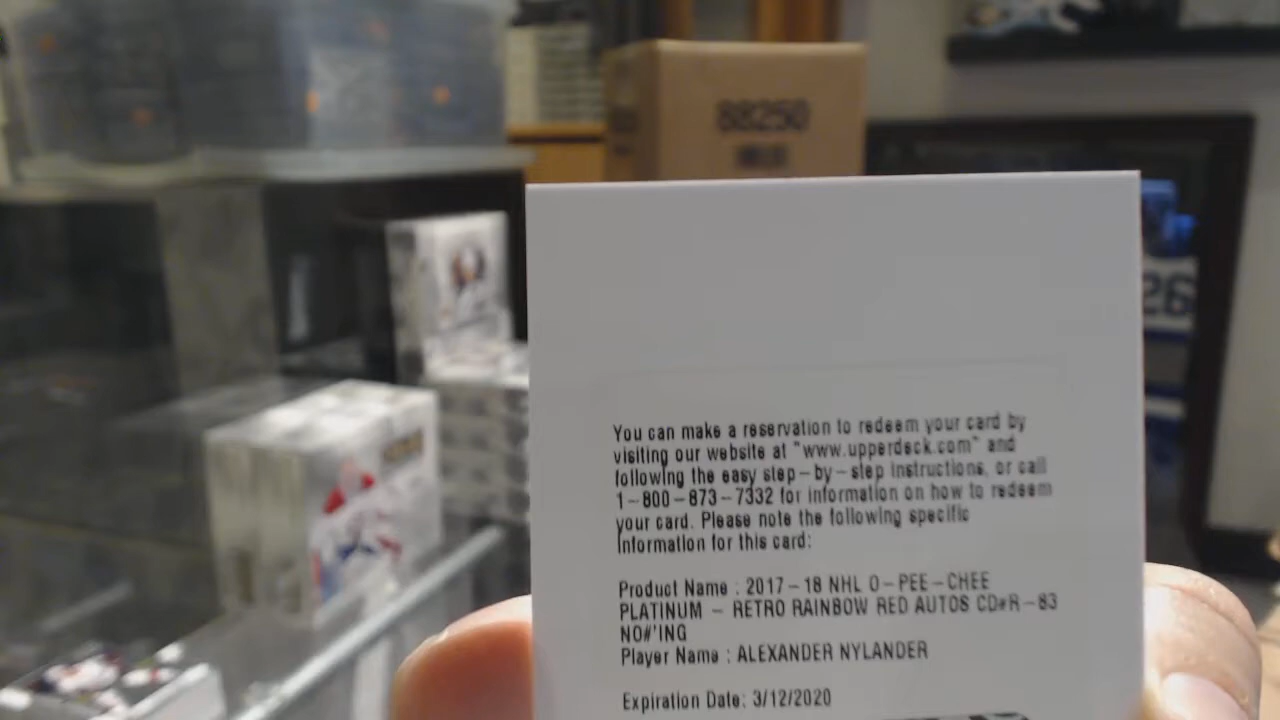 88250
26
You can make a reservation to redeem your card by
visiting our website at "www.upperdeck.com" and
following the easy step-by-step instructions, or call
1-800-873-7332 for information on how to redeem
your card. Please note the following specific
Information for this card:
Product Name : 2017-18 NHL O-PEE-CHEE
PLATINUM - RETRO RAINBOW RED AUTOS CD#R-83
NO#'ING
Player Name : ALEXANDER NYLANDER
Expiration Date: 3/12/2020